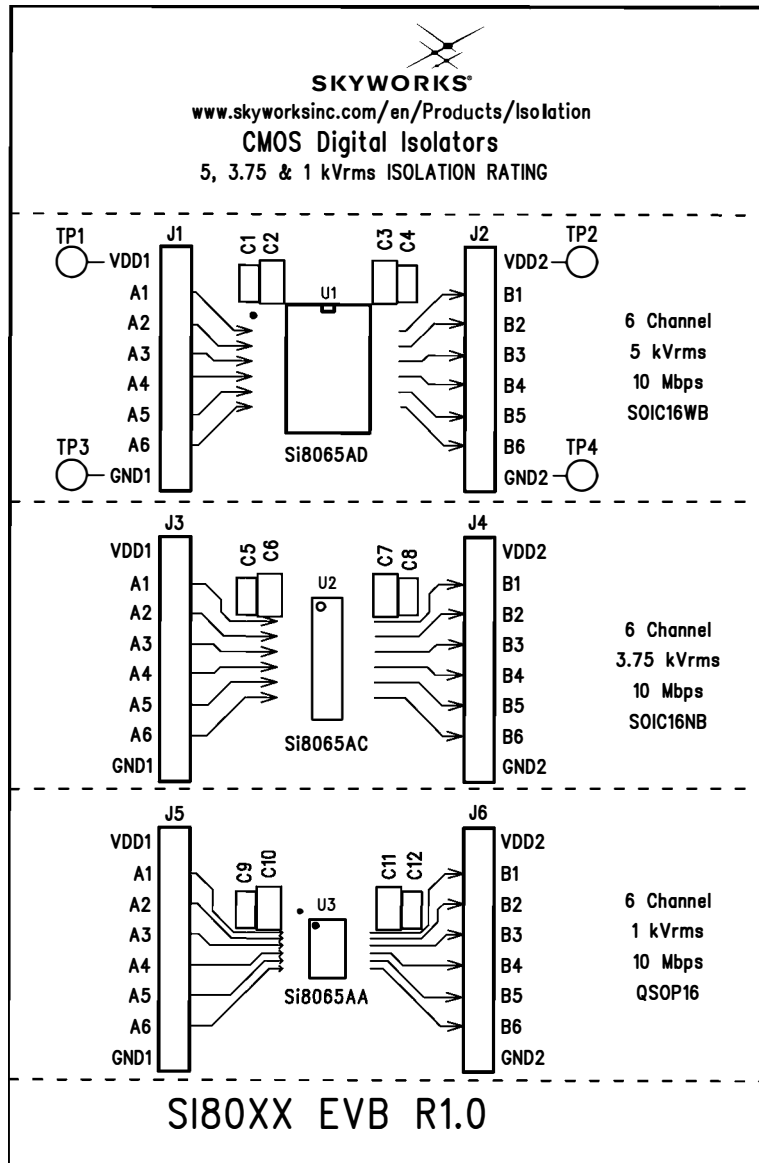 SKYWORKS®
www.skyworksinc.com/en/Products/Isolation
CMOS Digital Isolators
5, 3.75 & 1 kVrms ISOLATION RATING
TP1
J1
C1
C2
C3
C4
J2
TP2
VDD1
U1
VDD2
A1
B1
A2
B2
A3
B3
A4
B4
A5
B5
A6
B6
6 Channel
5 kVrms
10 Mbps
SOIC16WB
TP3
GND1
Si8065AD
GND2
TP4
J3
J4
VDD1
C5
C6
U2
C7
C8
VDD2
A1
B1
A2
B2
A3
B3
A4
B4
A5
B5
A6
B6
6 Channel
3.75 kVrms
10 Mbps
SOIC16NB
Si8065AC
GND1
GND2
J5
J6
VDD1
C9
C10
U3
C11
C12
VDD2
A1
B1
A2
B2
A3
B3
A4
B4
A5
B5
A6
B6
6 Channel
1 kVrms
10 Mbps
QSOP16
Si8065AA
GND1
GND2
SI80XX EVB R1.0